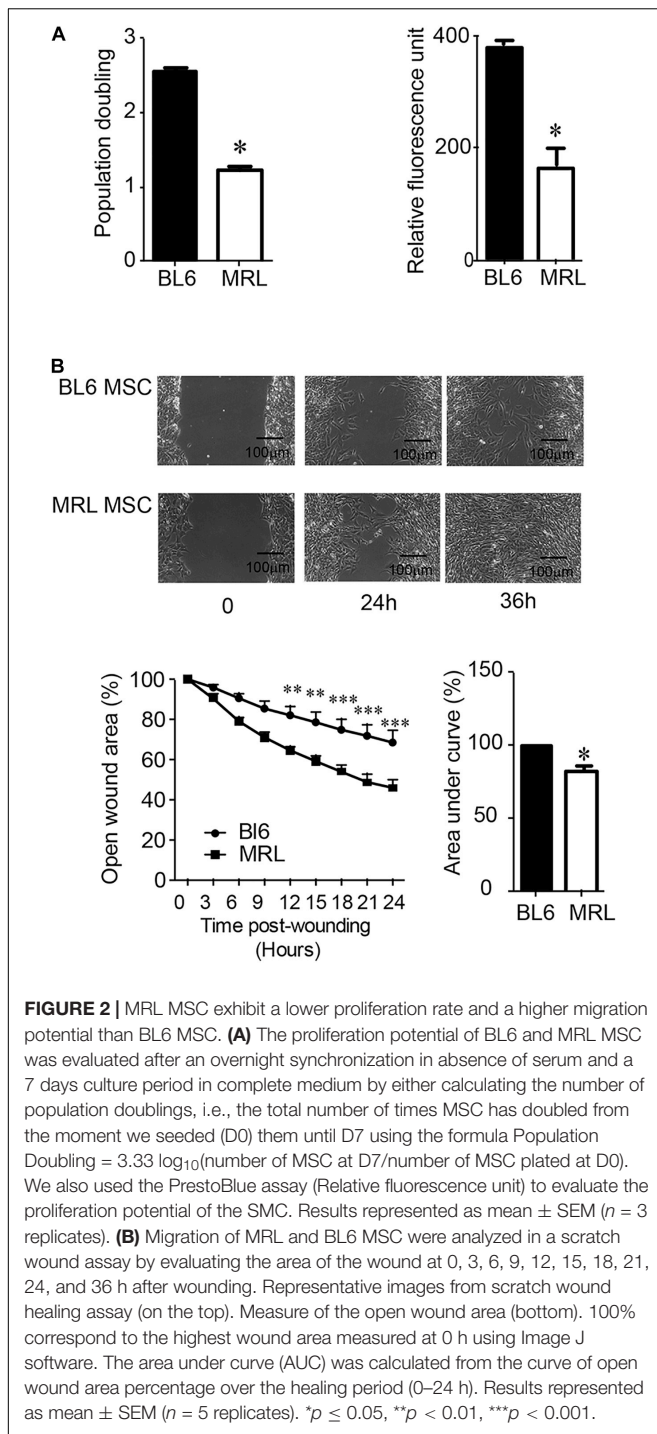 A
Population doubling
3
2
1
0
*
BL6 MRL
Relative fluorescence unit
400
200
0
*
BL6 MRL
B
BL6 MSC
100μm
100μm
100μm
MRL MSC
100μm
100μm
100μm
0
24h
36h
Open wound area (%)
100
80
60
40
20
0
** ** *** *** ***
Bl6
MRL
0 3 6 9 12 15 18 21 24
Time post-wounding
(Hours)
Area under curve (%)
150
100
50
0
*
BL6 MRL
FIGURE 2 | MRL MSC exhibit a lower proliferation rate and a higher migration
potential than BL6 MSC. (A) The proliferation potential of BL6 and MRL MSC
was evaluated after an overnight synchronization in absence of serum and a
7 days culture period in complete medium by either calculating the number of
population doublings, i.e., the total number of times MSC has doubled from
the moment we seeded (D0) them until D7 using the formula Population
Doubling = 3.33 log₁₀(number of MSC at D7/number of MSC plated at D0).
We also used the PrestoBlue assay (Relative fluorescence unit) to evaluate the
proliferation potential of the SMC. Results represented as mean ± SEM (n = 3
replicates). (B) Migration of MRL and BL6 MSC were analyzed in a scratch
wound assay by evaluating the area of the wound at 0, 3, 6, 9, 12, 15, 18, 21,
24, and 36 h after wounding. Representative images from scratch wound
healing assay (on the top). Measure of the open wound area (bottom). 100%
correspond to the highest wound area measured at 0 h using Image J
software. The area under curve (AUC) was calculated from the curve of open
wound area percentage over the healing period (0–24 h). Results represented
as mean ± SEM (n = 5 replicates). *p ≤ 0.05, **p < 0.01, ***p < 0.001.